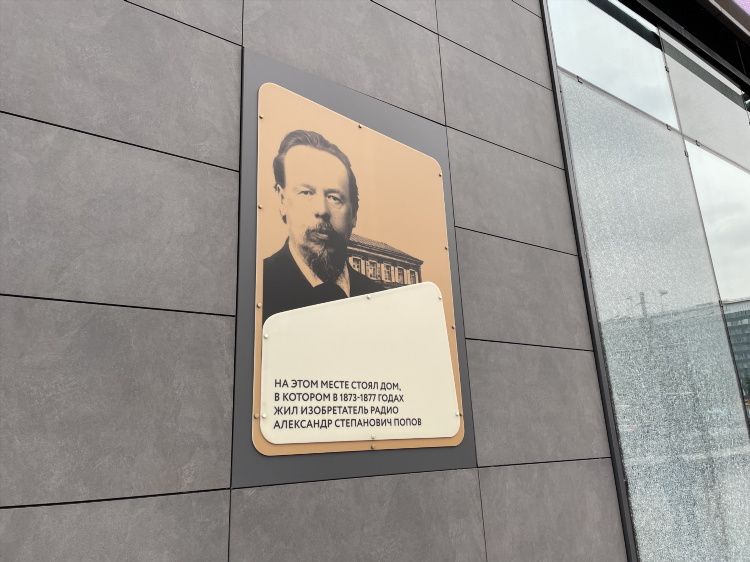 НА ЭТОМ МЕСТЕ СТОЯЛ ДОМ,
В КОТОРОМ В 1873-1877 ГОДАХ
ЖИЛ ИЗОБРЕТАТЕЛЬ РАДИО
АЛЕКСАНДР СТЕПАНОВИЧ ПОПОВ